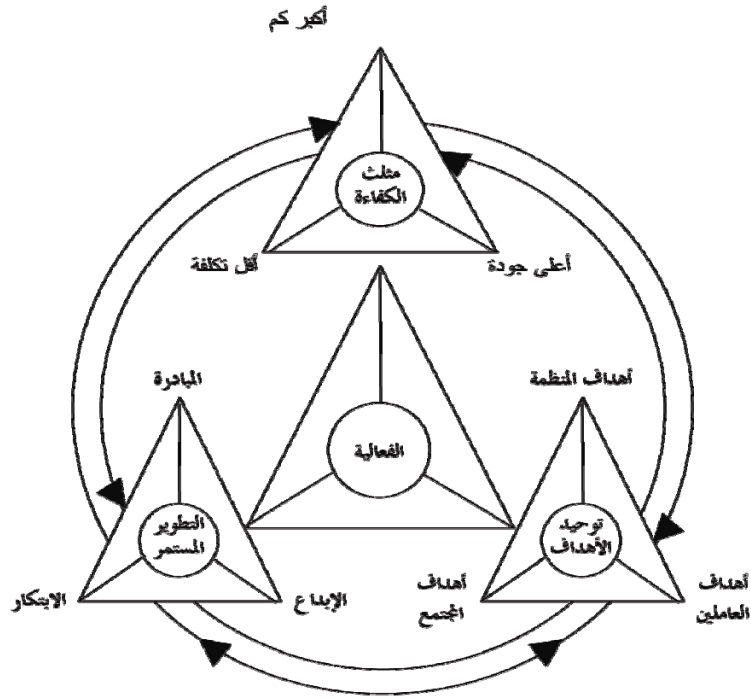 أكبر كم
مثلث
الكفاءة
أعلى جودة
أقل تكلفة
أهداف المنظمة
المبادرة
الفعالية
توحيد
الأهداف
التطوير
المستمر
أهداف
العاملين
أهداف
المجتمع
الإبداع
الابتكار